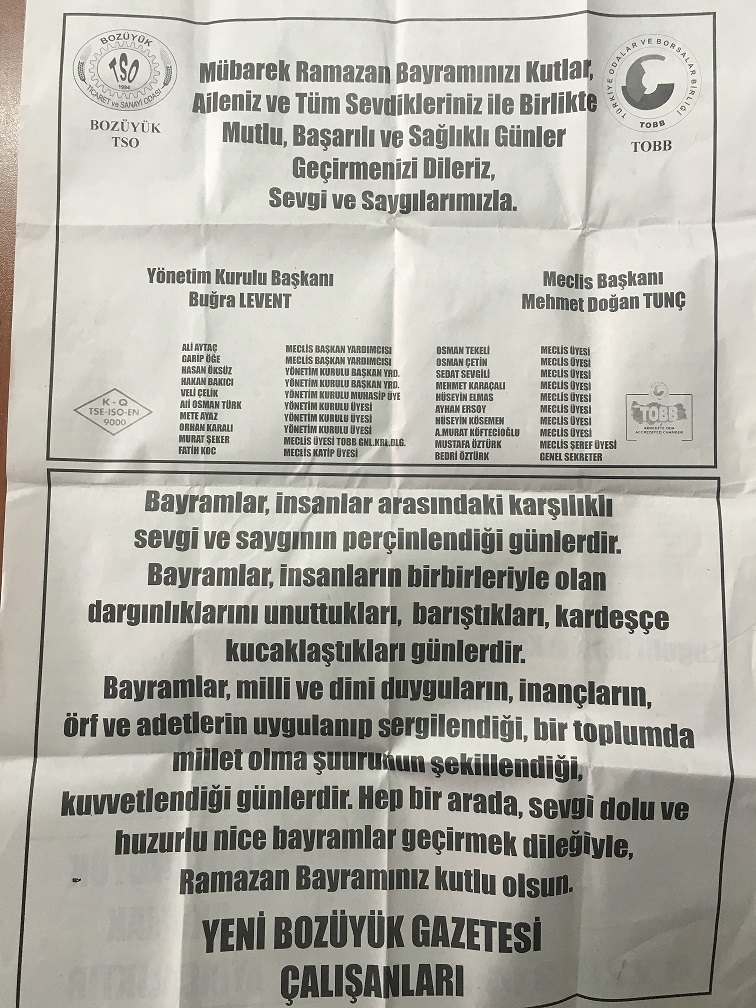 BOZÜYÜK
TSO
1994
TİCARET ve SANAYİ ODASI
BOZÜYÜK
TSO
Mübarek Ramazan Bayramınızı Kutlar,
Aileniz ve Tüm Sevdikleriniz ile Birlikte
Mutlu, Başarılı ve Sağlıklı Günler
Geçirmenizi Dileriz,
Sevgi ve Saygılarımızla.
TÜRKİYE ODALAR VE BORSALAR BİRLİĞİ
TOBB
TOBB
Yönetim Kurulu Başkanı
Buğra LEVENT
Meclis Başkanı
Mehmet Doğan TUNÇ
ALİ AYTAÇ MECLİS BAŞKAN YARDIMCISI
GARİP ÖĞE MECLİS BAŞKAN YARDIMCISI
HASAN ÖKSÜZ YÖNETİM KURULU BAŞKAN YRD.
HAKAN BAKICI YÖNETİM KURULU BAŞKAN YRD.
VELİ ÇELİK YÖNETİM KURULU MUHASİP ÜYE
Ali OSMAN TÜRK YÖNETİM KURULU ÜYESİ
METE AYAZ YÖNETİM KURULU ÜYESİ
ORHAN KARALI YÖNETİM KURULU ÜYESİ
MURAT ŞEKER MECLİS ÜYESİ TOBB GNL.KRL.DLG.
FATİH KOÇ MECLİS KATİP ÜYESİ
OSMAN TEKELİ MECLİS ÜYESİ
OSMAN ÇETİN MECLİS ÜYESİ
SEDAT SEVGİLİ MECLİS ÜYESİ
MEHMET KARAÇALI MECLİS ÜYESİ
HÜSEYİN ELMAS MECLİS ÜYESİ
AYHAN ERSOY MECLİS ÜYESİ
HÜSEYİN KÖSEMEN MECLİS ÜYESİ
A.MURAT KÖFTECİOĞLU MECLİS ÜYESİ
MUSTAFA ÖZTÜRK MECLİS ŞEREF ÜYESİ
BEDRİ ÖZTÜRK GENEL SEKRETER
K - Q
TSE-ISO-EN
9000
TOBB
AKREDİTE ODA
ACCREDITED CHAMBER
Bayramlar, insanlar arasındaki karşılıklı
sevgi ve saygının perçinlendiği günlerdir.
Bayramlar, insanların birbirleriyle olan
dargınlıklarını unuttukları, barıştıkları, kardeşçe
kucaklaştıkları günlerdir.
Bayramlar, milli ve dini duyguların, inançların,
örf ve adetlerin uygulanıp sergilendiği, bir toplumda
millet olma şuurunun şekillendiği,
kuvvetlendiği günlerdir. Hep bir arada, sevgi dolu ve
huzurlu nice bayramlar geçirmek dileğiyle,
Ramazan Bayramınız kutlu olsun.
YENİ BOZÜYÜK GAZETESİ
ÇALIŞANLARI